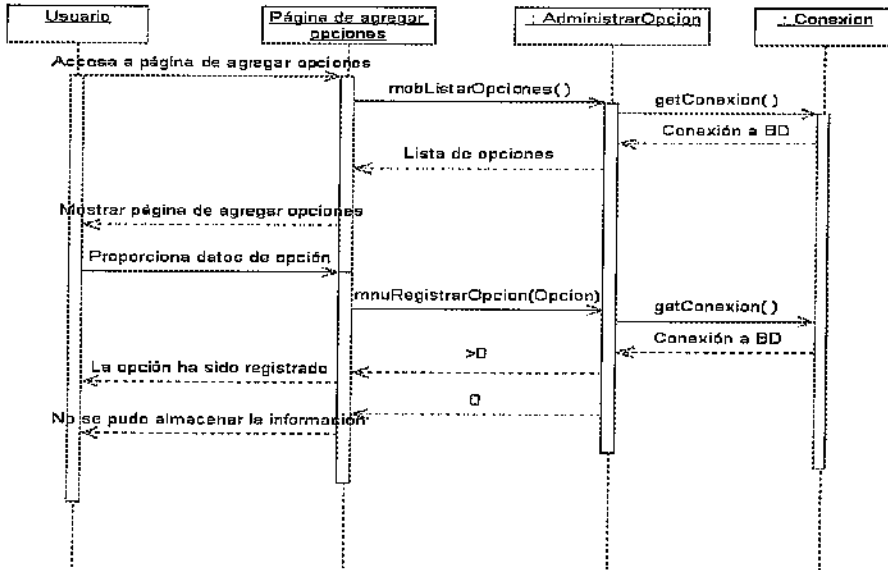 Usuario
Página de agregar
opciones
: AdministrarOpcion
: Conexion
Accesa a página de agregar opciones
mobListarOpciones()
getConexion()
Conexión a BD
Lista de opciones
Mostrar página de agregar opciones
Proporciona datos de opción
mnuRegistrarOpcion(Opcion)
getConexion()
Conexión a BD
>0
La opción ha sido registrado
0
No se pudo almacenar la información